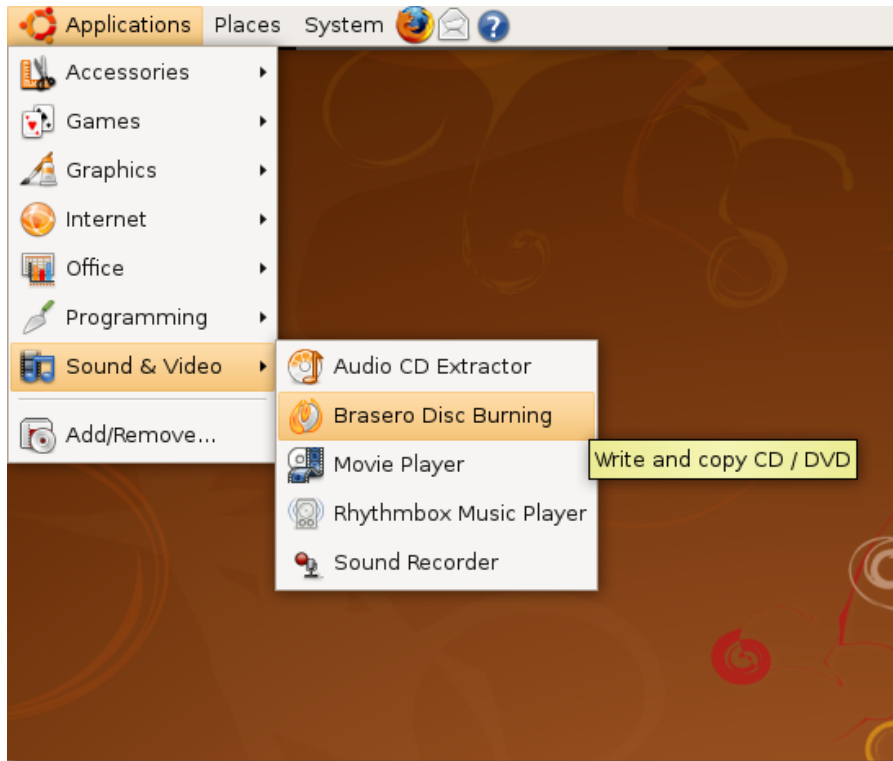 Applications Places System
Accessories
Games
Graphics
Internet
Office
Programming
Sound & Video
Add/Remove...
Audio CD Extractor
Brasero Disc Burning
Movie Player
Rhythmbox Music Player
Sound Recorder
Write and copy CD / DVD